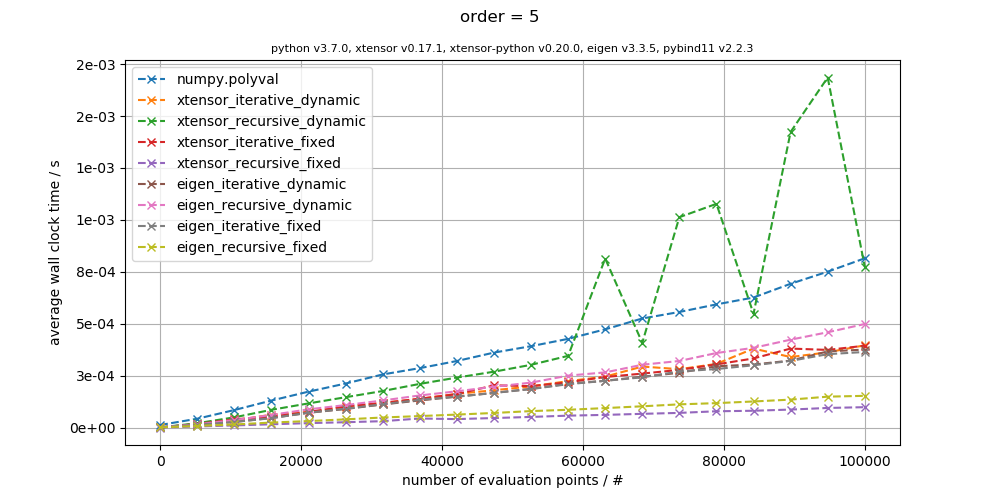 order = 5
python v3.7.0, xtensor v0.17.1, xtensor-python v0.20.0, eigen v3.3.5, pybind11 v2.2.3
average wall clock time / s
2e-03
2e-03
1e-03
1e-03
8e-04
5e-04
3e-04
0e+00
numpy.polyval
xtensor_iterative_dynamic
xtensor_recursive_dynamic
xtensor_iterative_fixed
xtensor_recursive_fixed
eigen_iterative_dynamic
eigen_recursive_dynamic
eigen_iterative_fixed
eigen_recursive_fixed
0 20000 40000 60000 80000 100000
number of evaluation points / #